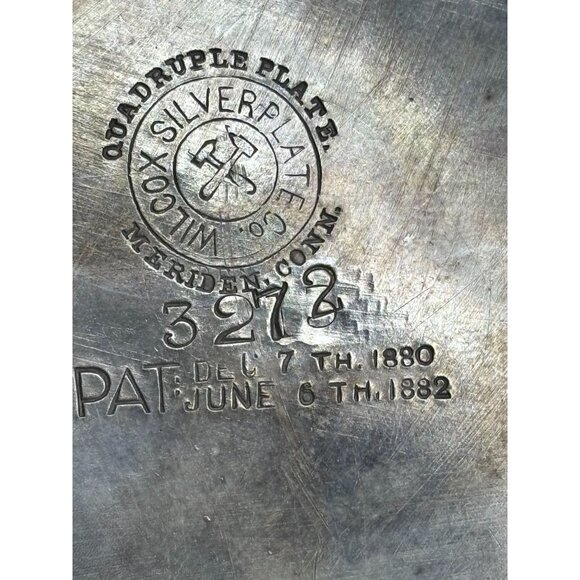 QUADRUPLE PLATE.
WILCOX SILVERPLATE Co.
MERIDEN, CONN.
3272
PAT: DEC 7 TH. 1880
JUNE 6 TH. 1882